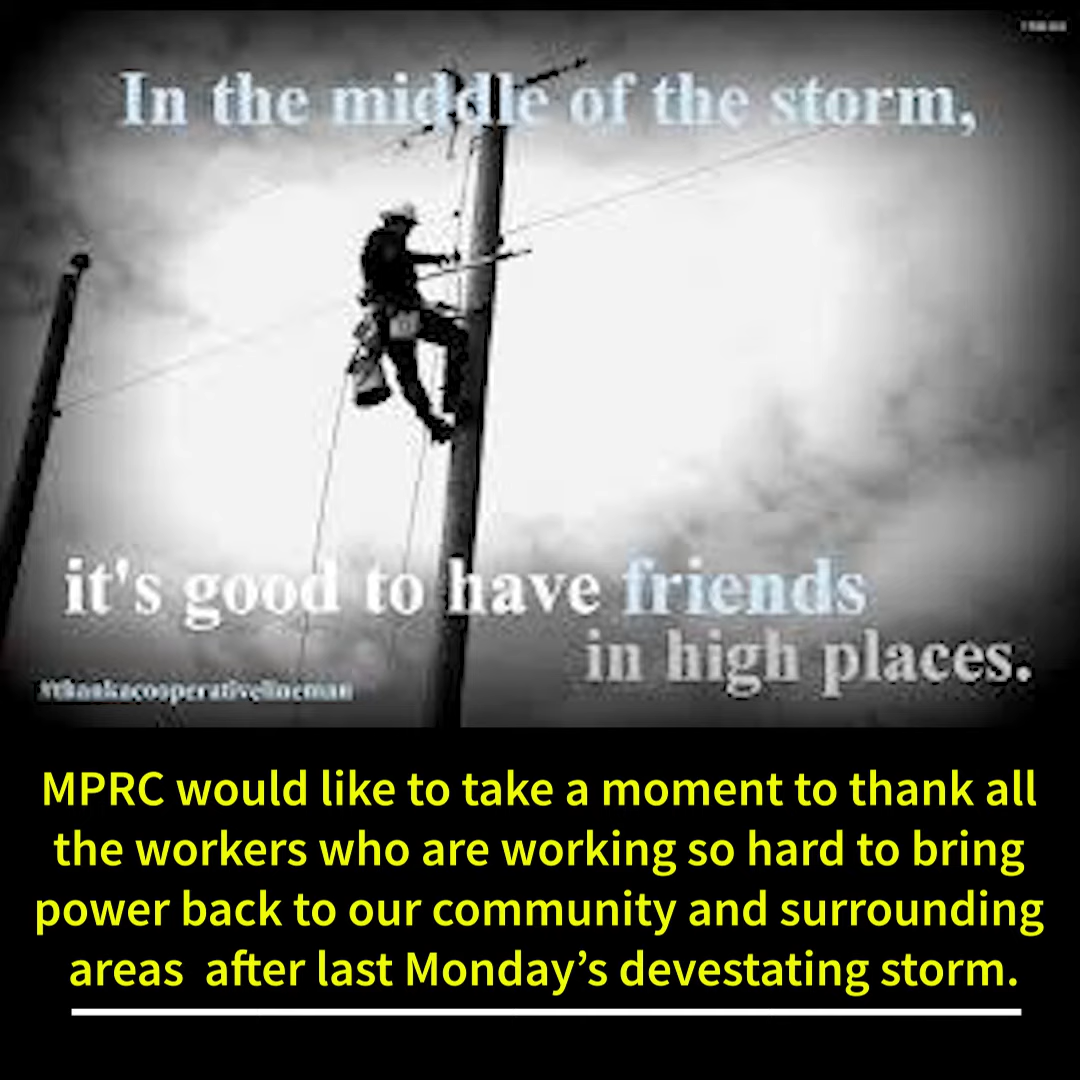 In the middle of the storm,
it's good to have friends
in high places.
#thankacooperativelineman
MPRC would like to take a moment to thank all
the workers who are working so hard to bring
power back to our community and surrounding
areas  after last Monday’s devestating storm.